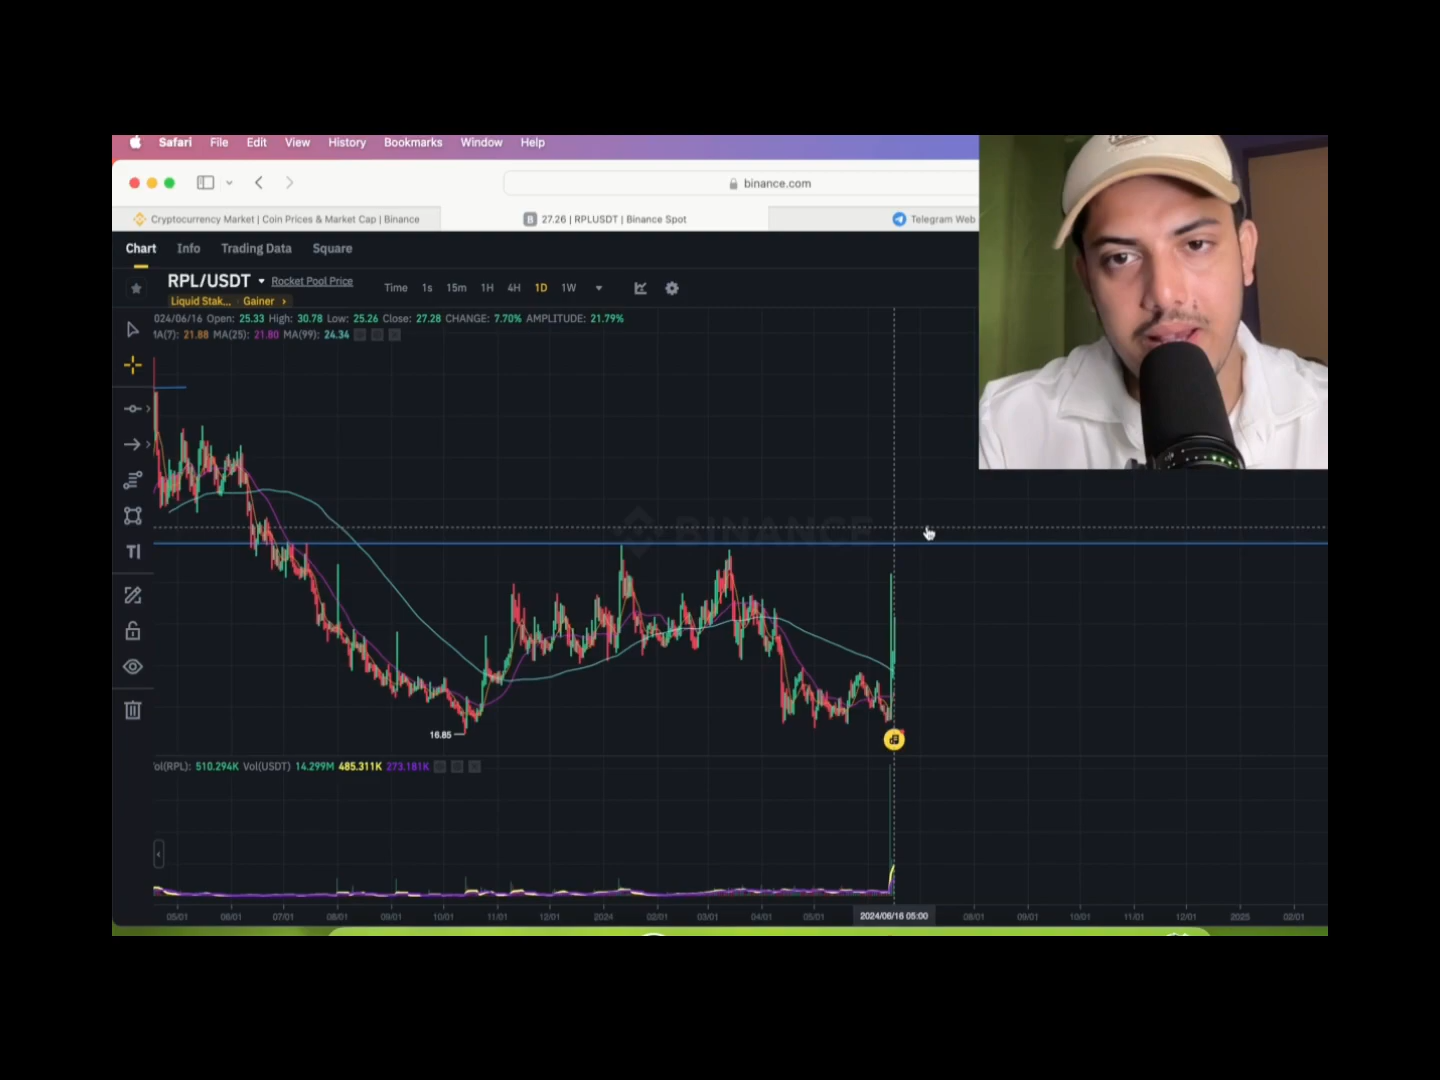 Safari File Edit View History Bookmarks Window Help
binance.com
Cryptocurrency Market | Coin Prices & Market Cap | Binance
27.26 | RPLUSDT | Binance Spot
Telegram Web
Chart Info Trading Data Square
RPL/USDT Rocket Pool Price Time 1s 15m 1H 4H 1D 1W
Liquid Stak... Gainer
024/06/16 Open: 25.33 High: 30.78 Low: 25.26 Close: 27.28 CHANGE: 7.70% AMPLITUDE: 21.79%
MA(7): 21.88 MA(25): 21.80 MA(99): 24.34
BINANCE
16.85
ol(RPL): 510.294K Vol(USDT) 14.299M 485.311K 273.181K
05/01 06/01 07/01 08/01 09/01 10/01 11/01 12/01 2024 02/01 03/01 04/01 05/01 2024/06/16 05:00 08/01 09/01 10/01 11/01 12/01 2025 02/01